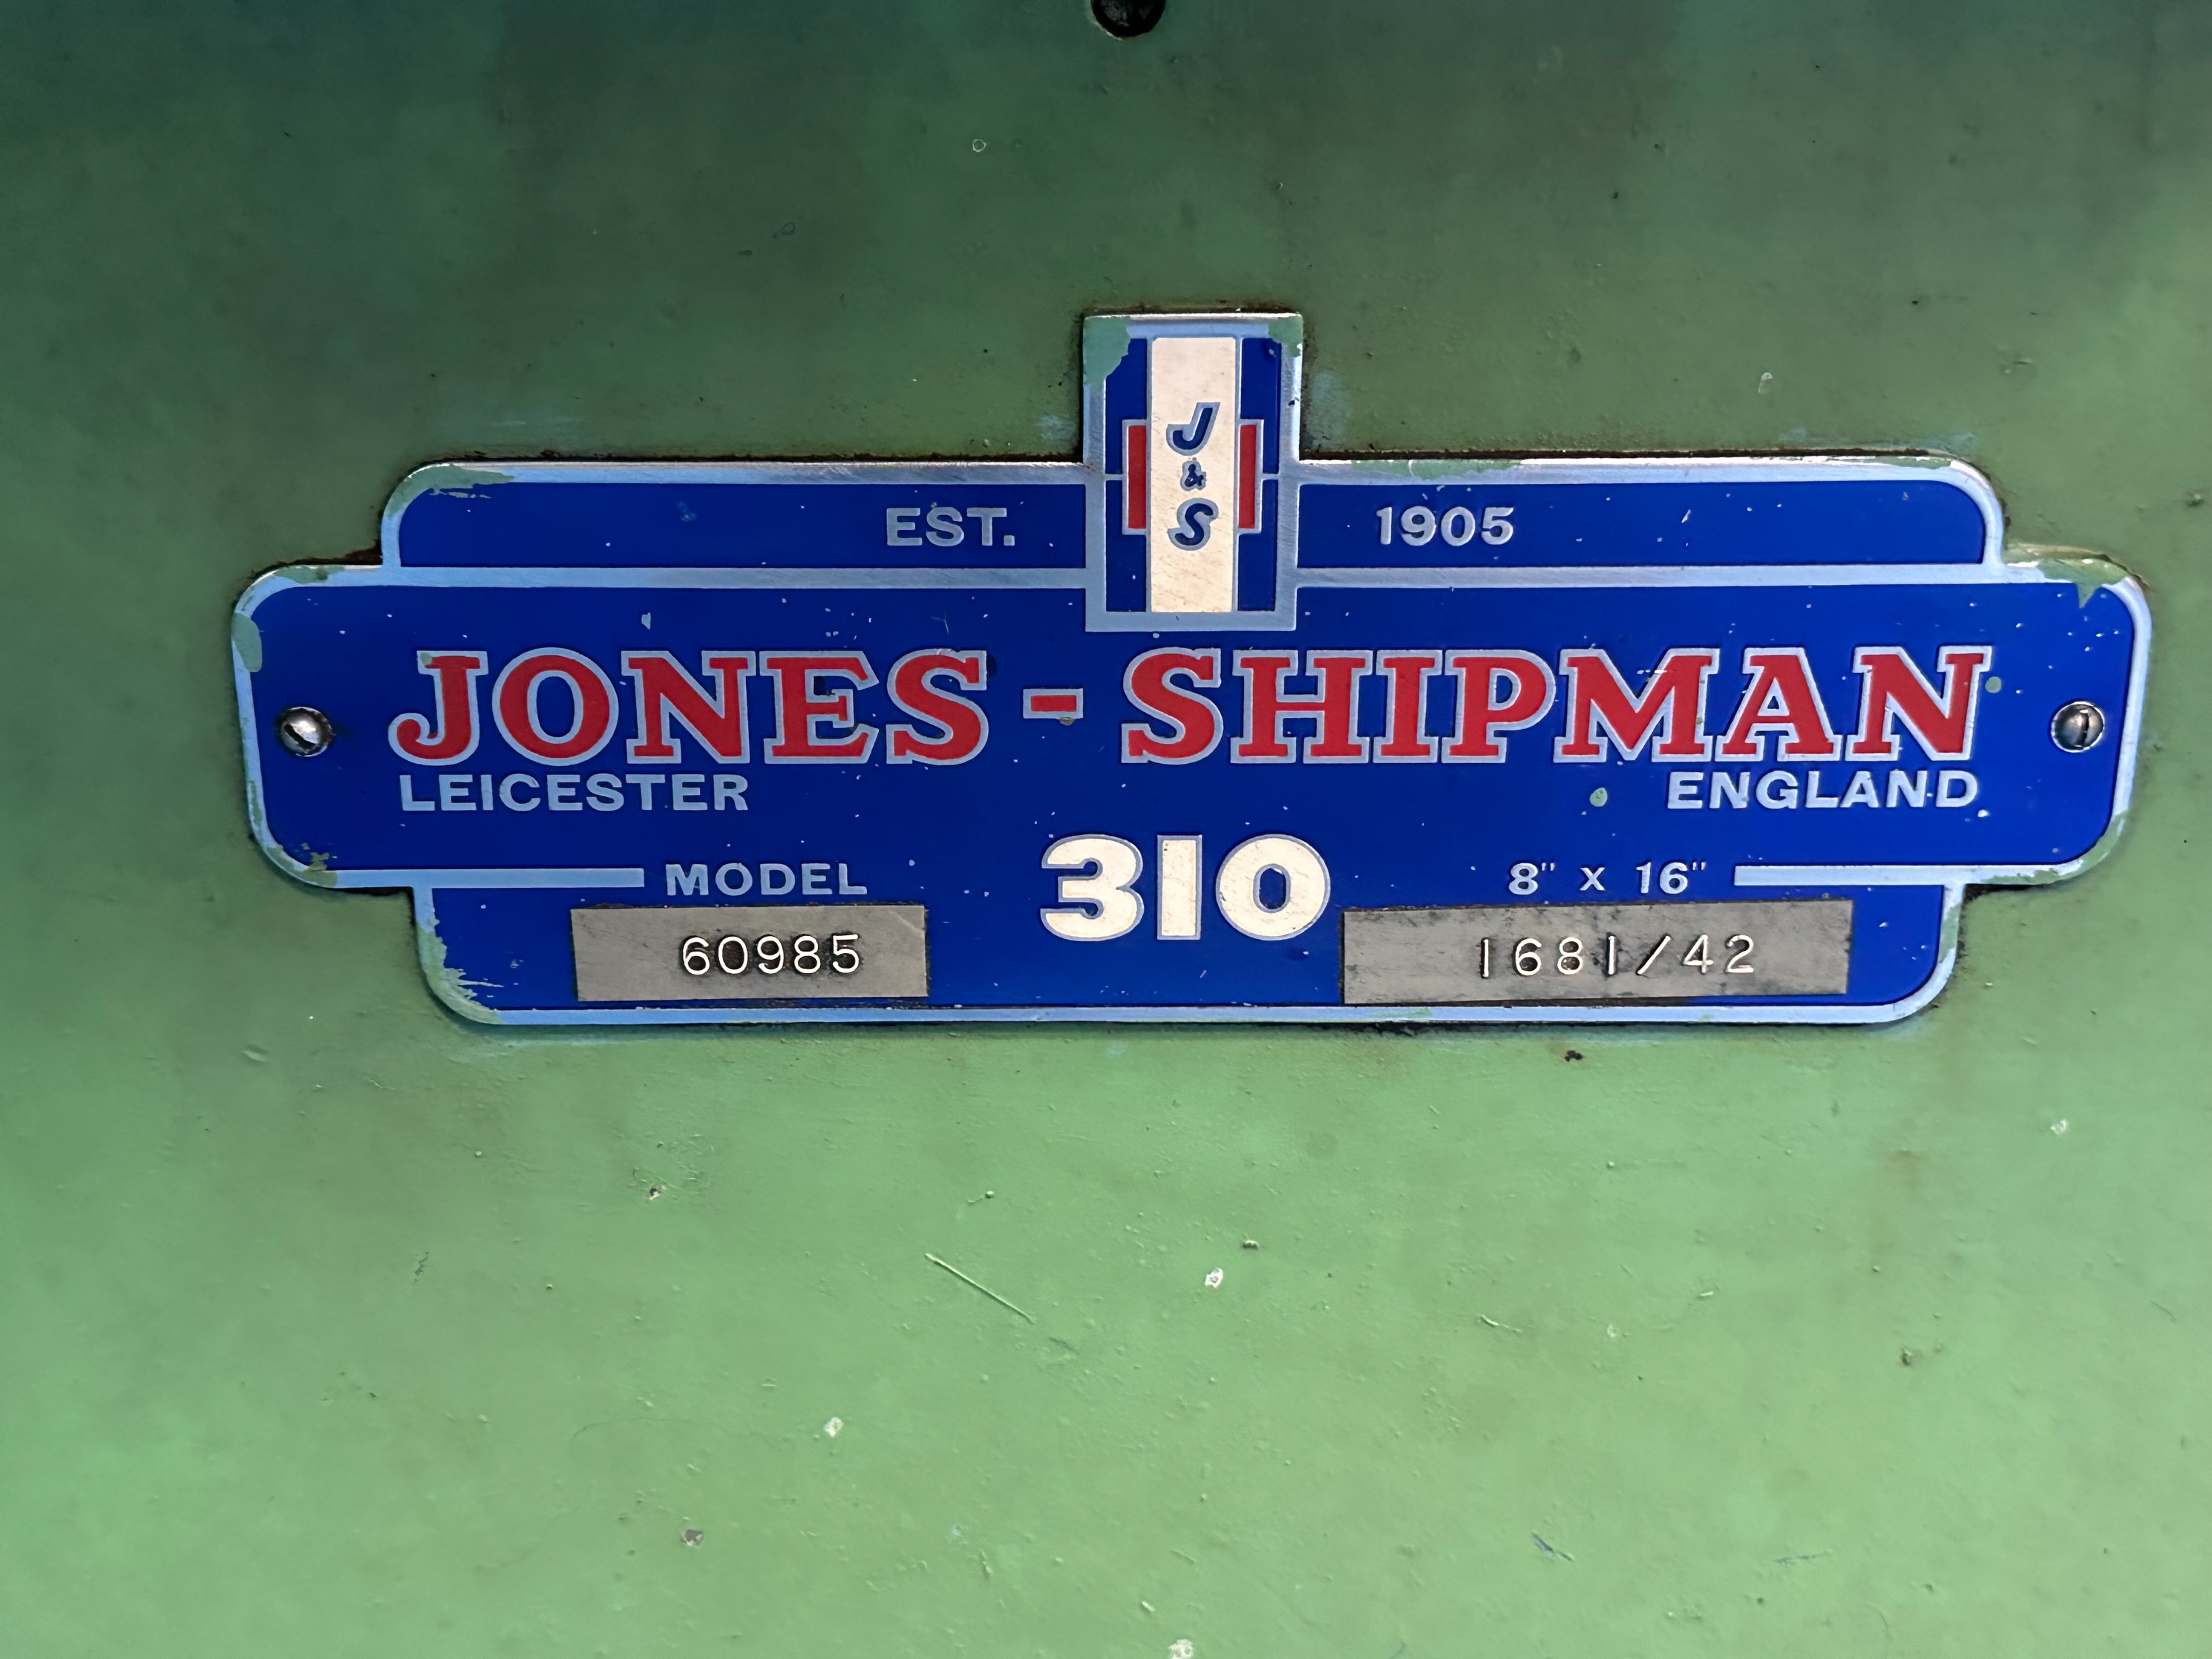 J
&
S
EST. 1905
JONES - SHIPMAN
LEICESTER ENGLAND
MODEL 310 8" x 16"
60985 1681/42